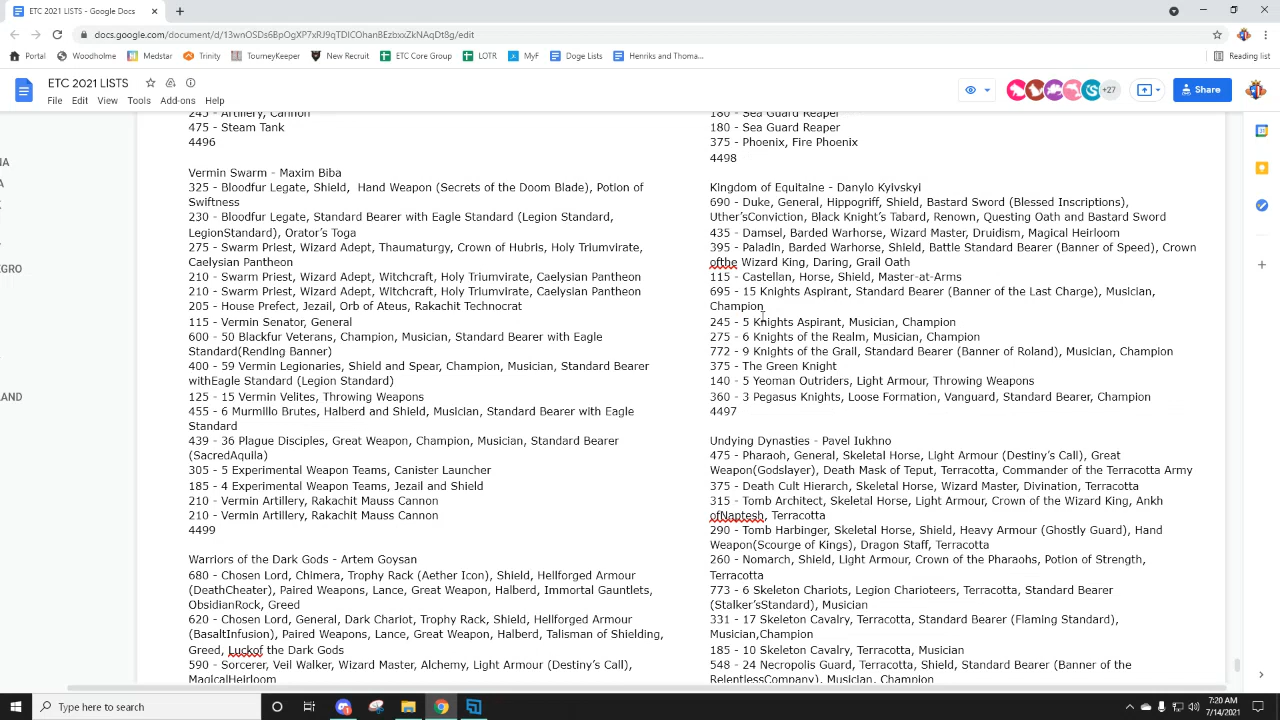 ETC 2021 LISTS - Google Docs
docs.google.com/document/d/13wnOSDs6BpOgXP7xRJ9qTDlCOhanBEzbxxZkNAqDt8g/edit
Portal
Woodholme
Medstar
Trinity
TourneyKeeper
New Recruit
ETC Core Group
LOTR
MyF
Doge Lists
Henriks and Thoma...
Reading list
ETC 2021 LISTS
File Edit View Tools Add-ons Help
+27
Share
NA
A
EGRO
ELAND
245 - Artillery, Cannon
475 - Steam Tank
4496
Vermin Swarm - Maxim Biba
325 - Bloodfur Legate, Shield, Hand Weapon (Secrets of the Doom Blade), Potion of
Swiftness
230 - Bloodfur Legate, Standard Bearer with Eagle Standard (Legion Standard,
LegionStandard), Orator's Toga
275 - Swarm Priest, Wizard Adept, Thaumaturgy, Crown of Hubris, Holy Triumvirate,
Caelysian Pantheon
210 - Swarm Priest, Wizard Adept, Witchcraft, Holy Triumvirate, Caelysian Pantheon
210 - Swarm Priest, Wizard Adept, Witchcraft, Holy Triumvirate, Caelysian Pantheon
205 - House Prefect, Jezail, Orb of Ateus, Rakachit Technocrat
115 - Vermin Senator, General
600 - 50 Blackfur Veterans, Champion, Musician, Standard Bearer with Eagle
Standard(Rending Banner)
400 - 59 Vermin Legionaries, Shield and Spear, Champion, Musician, Standard Bearer
withEagle Standard (Legion Standard)
125 - 15 Vermin Velites, Throwing Weapons
455 - 6 Murmillo Brutes, Halberd and Shield, Musician, Standard Bearer with Eagle
Standard
439 - 36 Plague Disciples, Great Weapon, Champion, Musician, Standard Bearer
(SacredAquila)
305 - 5 Experimental Weapon Teams, Canister Launcher
185 - 4 Experimental Weapon Teams, Jezail and Shield
210 - Vermin Artillery, Rakachit Mauss Cannon
210 - Vermin Artillery, Rakachit Mauss Cannon
4499
Warriors of the Dark Gods - Artem Goysan
680 - Chosen Lord, Chimera, Trophy Rack (Aether Icon), Shield, Hellforged Armour
(DeathCheater), Paired Weapons, Lance, Great Weapon, Halberd, Immortal Gauntlets,
ObsidianRock, Greed
620 - Chosen Lord, General, Dark Chariot, Trophy Rack, Shield, Hellforged Armour
(BasaltInfusion), Paired Weapons, Lance, Great Weapon, Halberd, Talisman of Shielding,
Greed, Luckof the Dark Gods
590 - Sorcerer, Veil Walker, Wizard Master, Alchemy, Light Armour (Destiny's Call),
MagicalHeirloom
180 - Sea Guard Reaper
180 - Sea Guard Reaper
375 - Phoenix, Fire Phoenix
4498
Kingdom of Equitaine - Danylo Kyivskyi
690 - Duke, General, Hippogriff, Shield, Bastard Sword (Blessed Inscriptions),
Uther'sConviction, Black Knight's Tabard, Renown, Questing Oath and Bastard Sword
435 - Damsel, Barded Warhorse, Wizard Master, Druidism, Magical Heirloom
395 - Paladin, Barded Warhorse, Shield, Battle Standard Bearer (Banner of Speed), Crown
ofthe Wizard King, Daring, Grail Oath
115 - Castellan, Horse, Shield, Master-at-Arms
695 - 15 Knights Aspirant, Standard Bearer (Banner of the Last Charge), Musician,
Champion
245 - 5 Knights Aspirant, Musician, Champion
275 - 6 Knights of the Realm, Musician, Champion
772 - 9 Knights of the Grail, Standard Bearer (Banner of Roland), Musician, Champion
375 - The Green Knight
140 - 5 Yeoman Outriders, Light Armour, Throwing Weapons
360 - 3 Pegasus Knights, Loose Formation, Vanguard, Standard Bearer, Champion
4497
Undying Dynasties - Pavel Iukhno
475 - Pharaoh, General, Skeletal Horse, Light Armour (Destiny's Call), Great
Weapon(Godslayer), Death Mask of Teput, Terracotta, Commander of the Terracotta Army
375 - Death Cult Hierarch, Skeletal Horse, Wizard Master, Divination, Terracotta
315 - Tomb Architect, Skeletal Horse, Light Armour, Crown of the Wizard King, Ankh
ofNaptesh, Terracotta
290 - Tomb Harbinger, Skeletal Horse, Shield, Heavy Armour (Ghostly Guard), Hand
Weapon(Scourge of Kings), Dragon Staff, Terracotta
260 - Nomarch, Shield, Light Armour, Crown of the Pharaohs, Potion of Strength,
Terracotta
773 - 6 Skeleton Chariots, Legion Charioteers, Terracotta, Standard Bearer
(Stalker'sStandard), Musician
331 - 17 Skeleton Cavalry, Terracotta, Standard Bearer (Flaming Standard),
Musician,Champion
185 - 10 Skeleton Cavalry, Terracotta, Musician
548 - 24 Necropolis Guard, Terracotta, Shield, Standard Bearer (Banner of the
RelentlessCompany), Musician, Champion
Type here to search
7:20 AM
7/14/2021